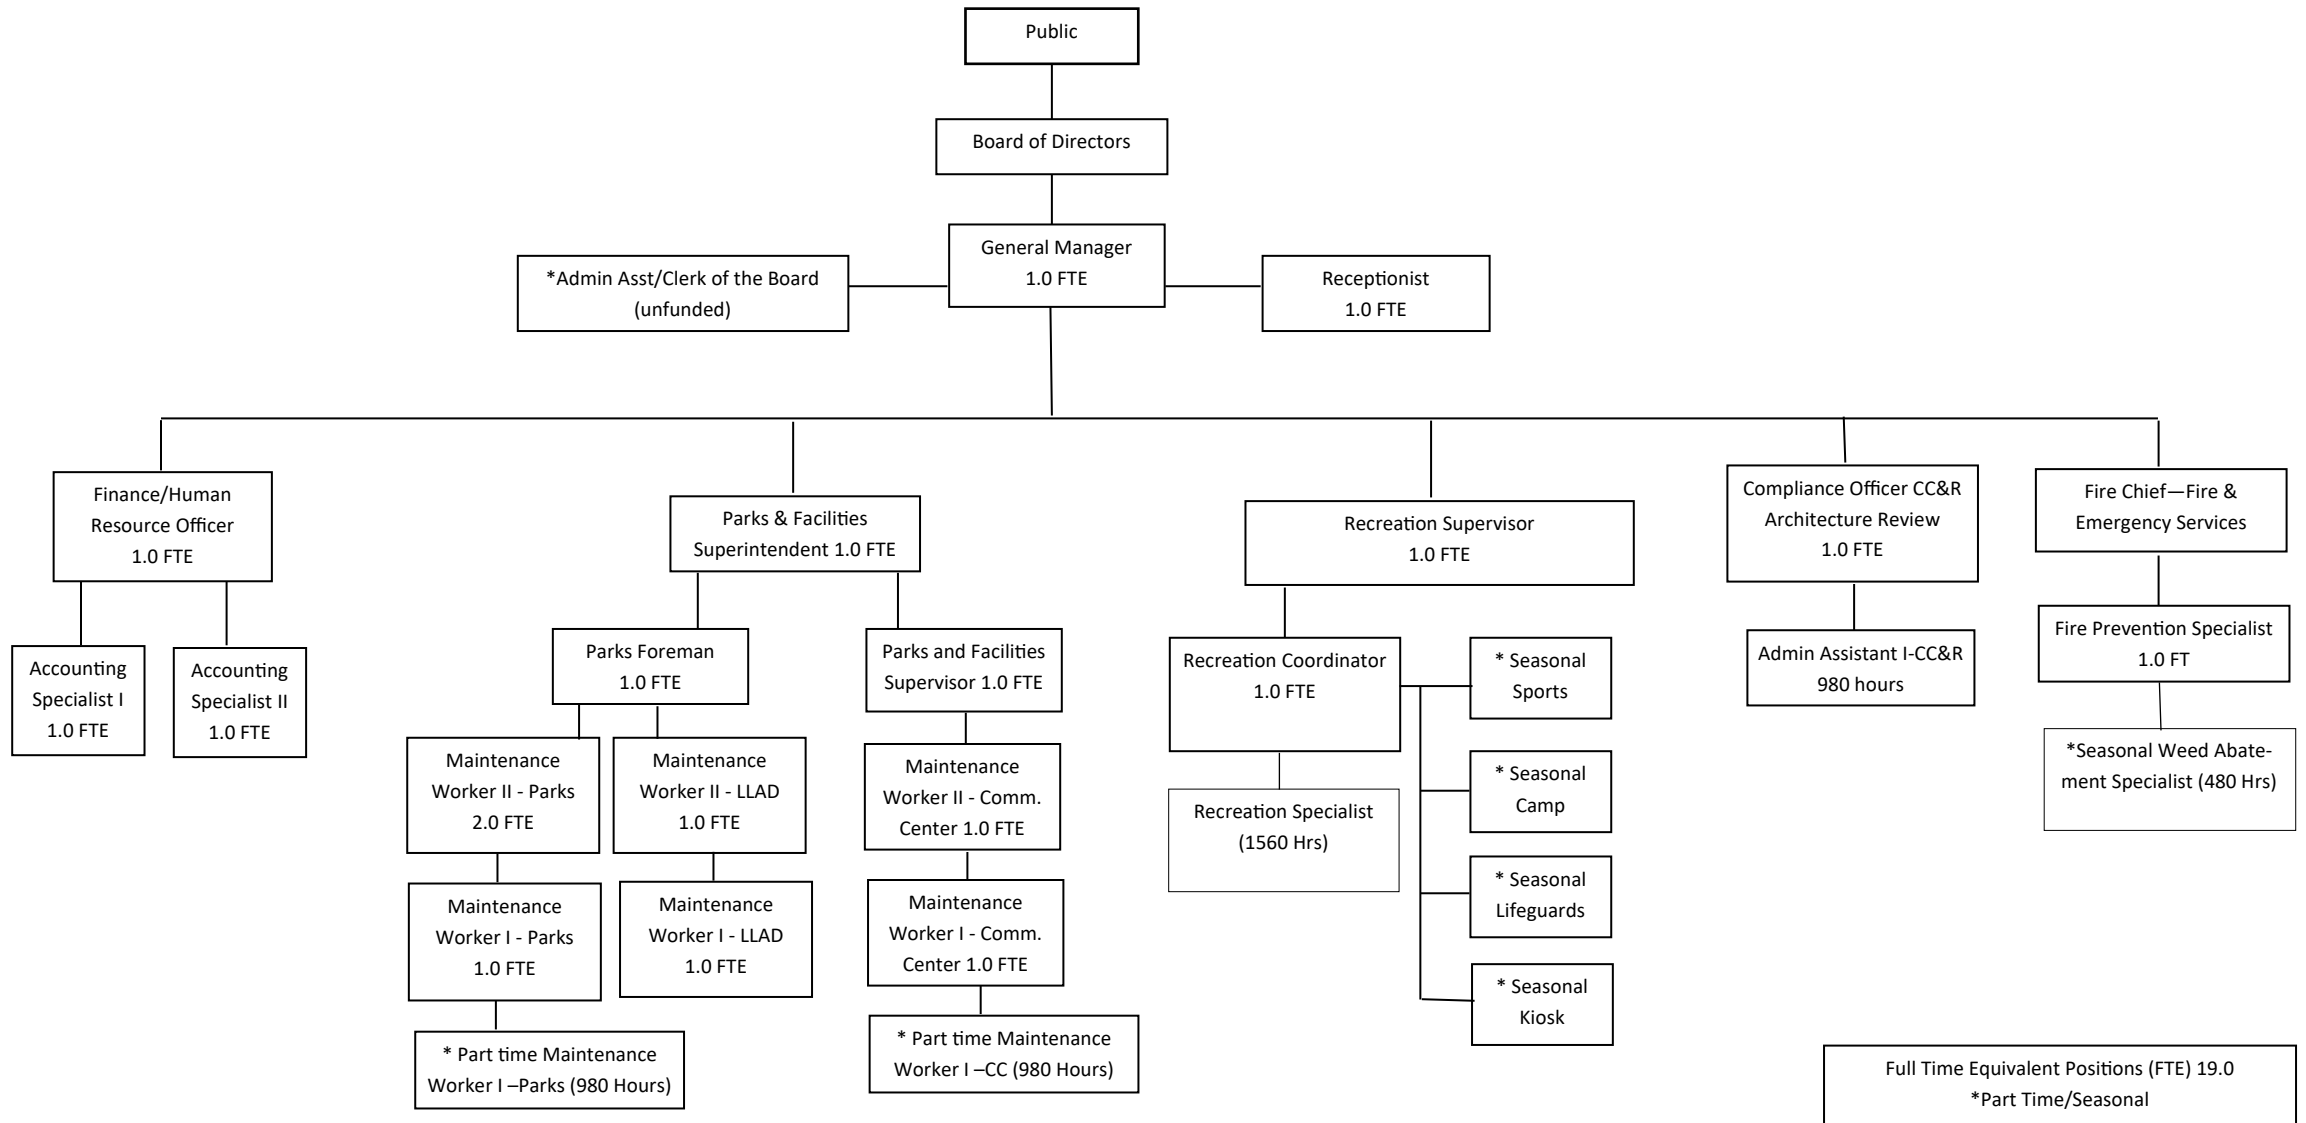 Public
Board of Directors
General Manager
1.0 FTE
*Admin Asst/Clerk of the Board
(unfunded)
Receptionist
1.0 FTE
Finance/Human
Resource Officer
1.0 FTE
Accounting
Specialist I
1.0 FTE
Accounting
Specialist II
1.0 FTE
Parks & Facilities
Superintendent 1.0 FTE
Parks Foreman
1.0 FTE
Maintenance
Worker II - Parks
2.0 FTE
Maintenance
Worker I - Parks
1.0 FTE
* Part time Maintenance
Worker I –Parks (980 Hours)
Maintenance
Worker II - LLAD
1.0 FTE
Maintenance
Worker I - LLAD
1.0 FTE
Parks and Facilities
Supervisor 1.0 FTE
Maintenance
Worker II - Comm.
Center 1.0 FTE
Maintenance
Worker I - Comm.
Center 1.0 FTE
* Part time Maintenance
Worker I –CC (980 Hours)
Recreation Supervisor
1.0 FTE
Recreation Coordinator
1.0 FTE
Recreation Specialist
(1560 Hrs)
* Seasonal
Sports
* Seasonal
Camp
* Seasonal
Lifeguards
* Seasonal
Kiosk
Compliance Officer CC&R
Architecture Review
1.0 FTE
Admin Assistant I-CC&R
980 hours
Fire Chief—Fire &
Emergency Services
Fire Prevention Specialist
1.0 FT
*Seasonal Weed Abate-
ment Specialist (480 Hrs)
Full Time Equivalent Positions (FTE) 19.0
*Part Time/Seasonal